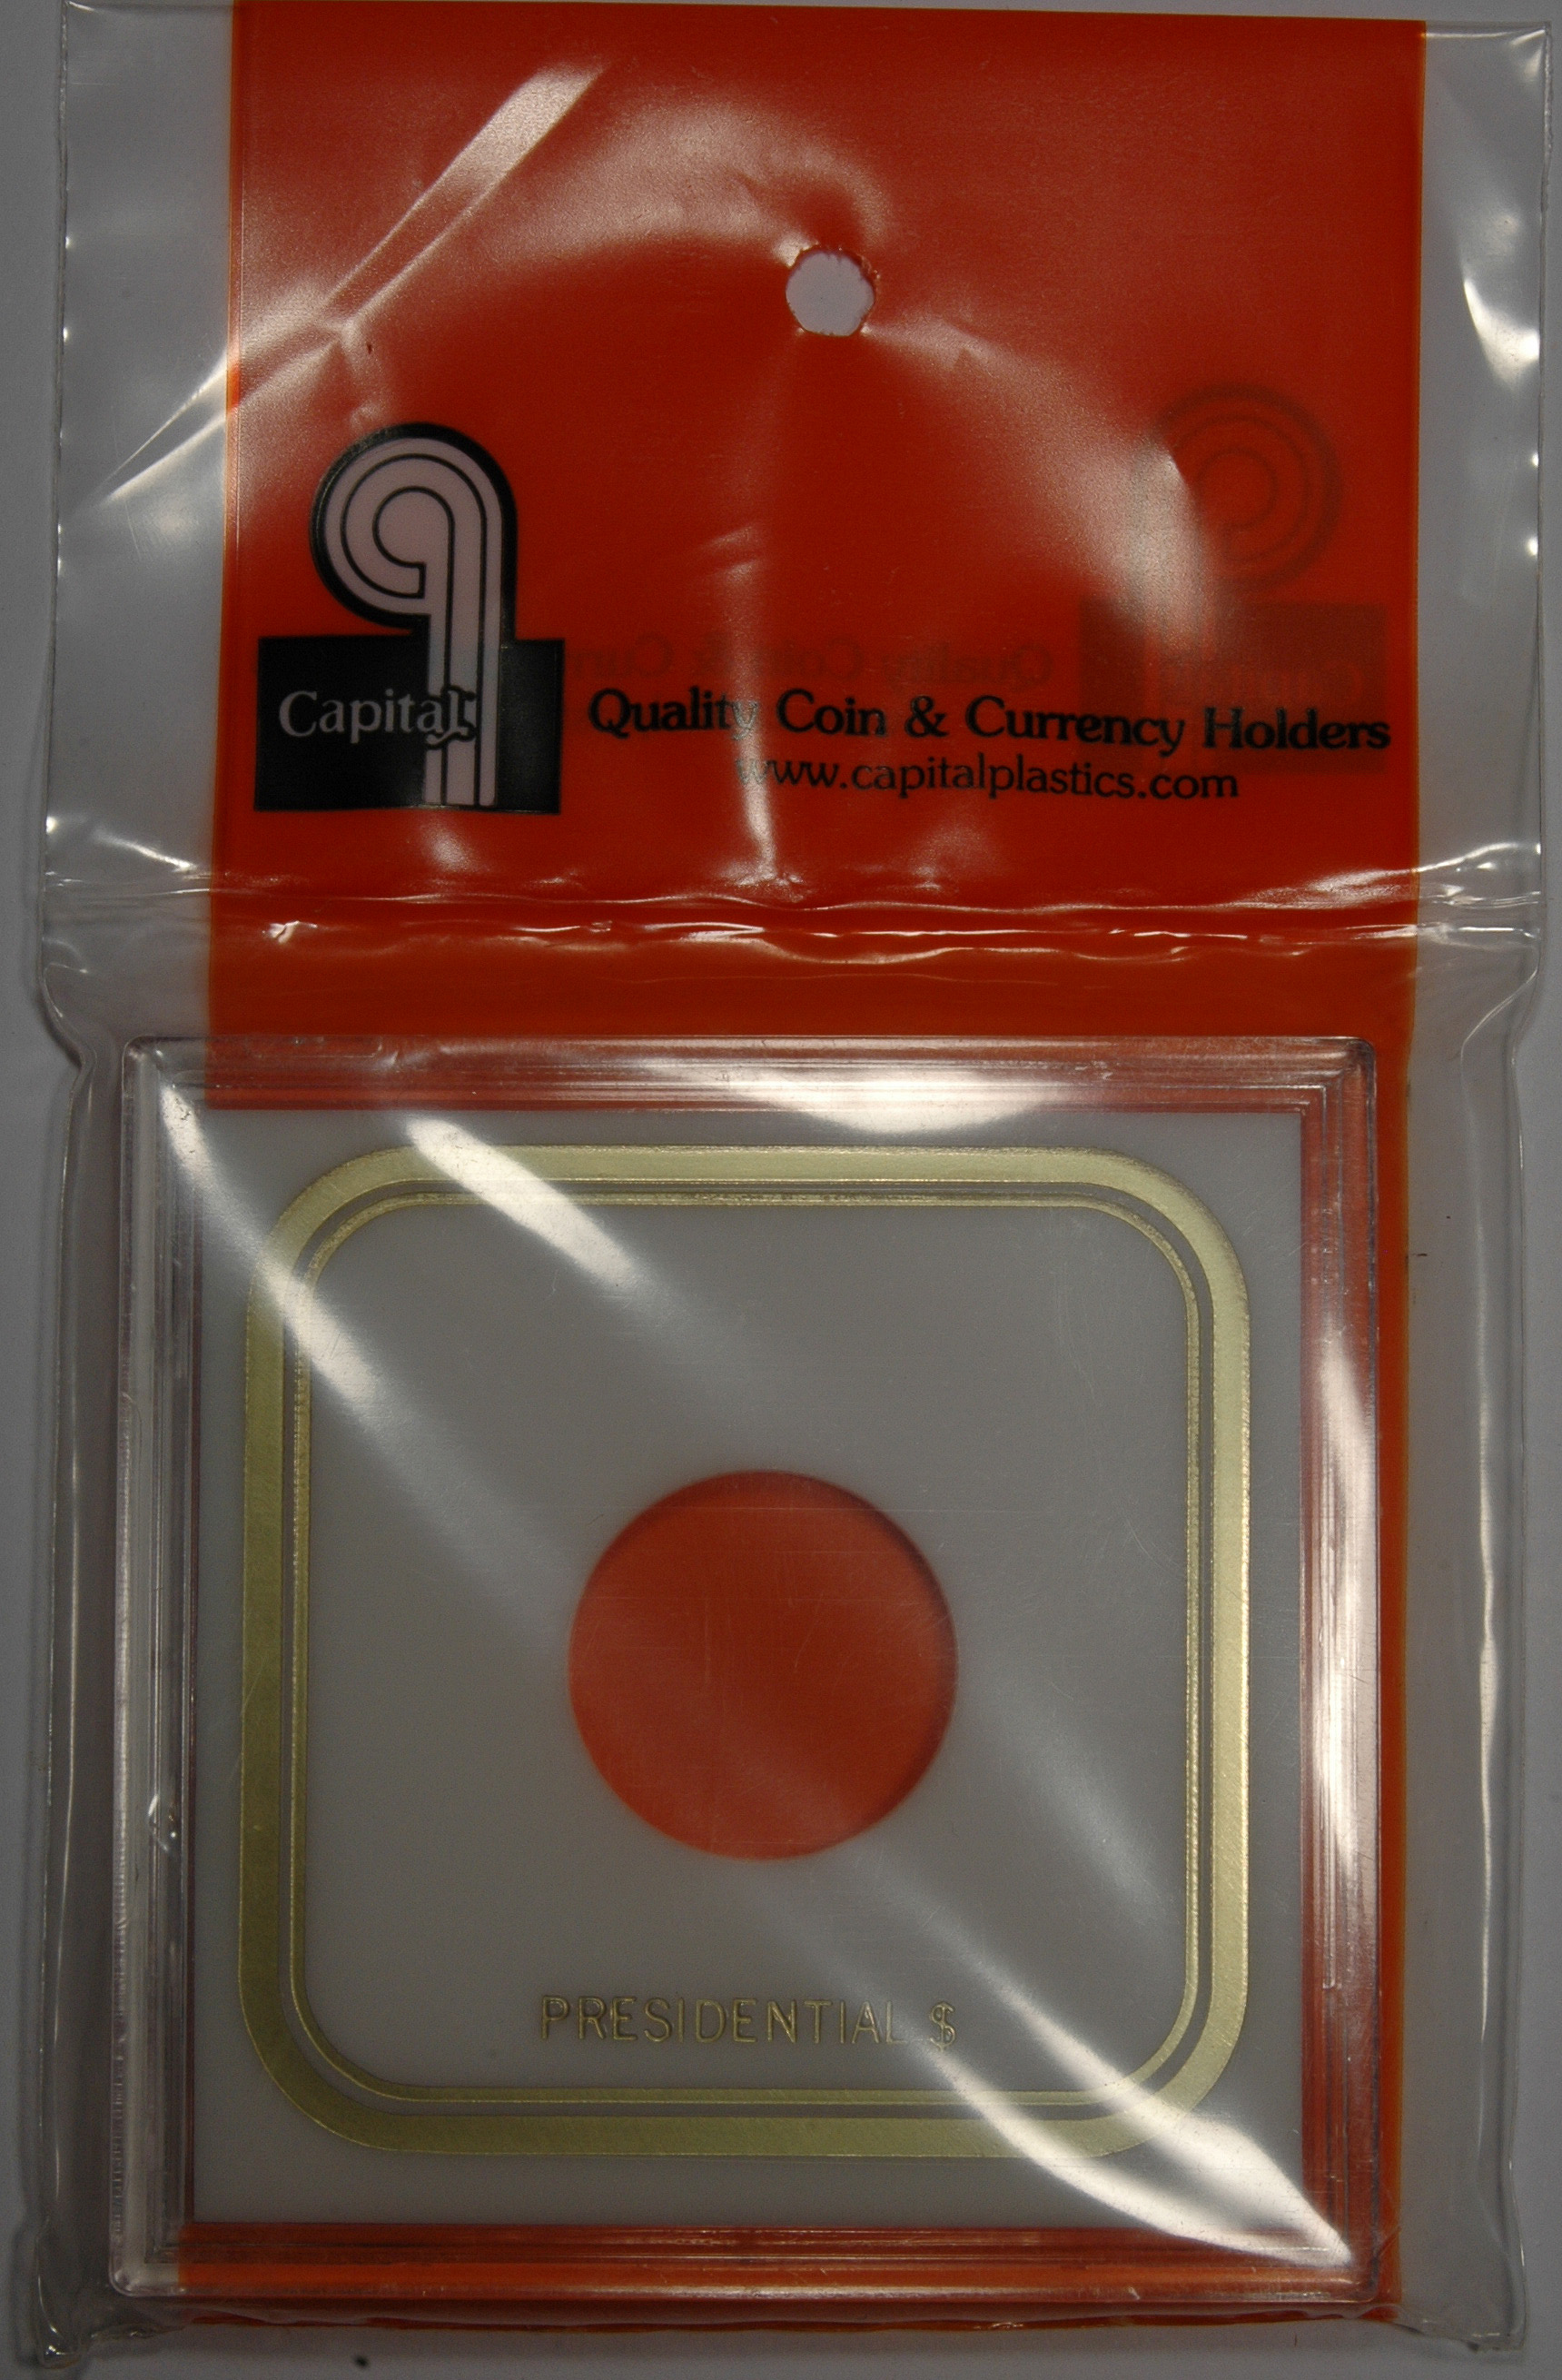 Capital
Quality Coin & Currency Holders
www.capitalplastics.com
PRESIDENTIAL $